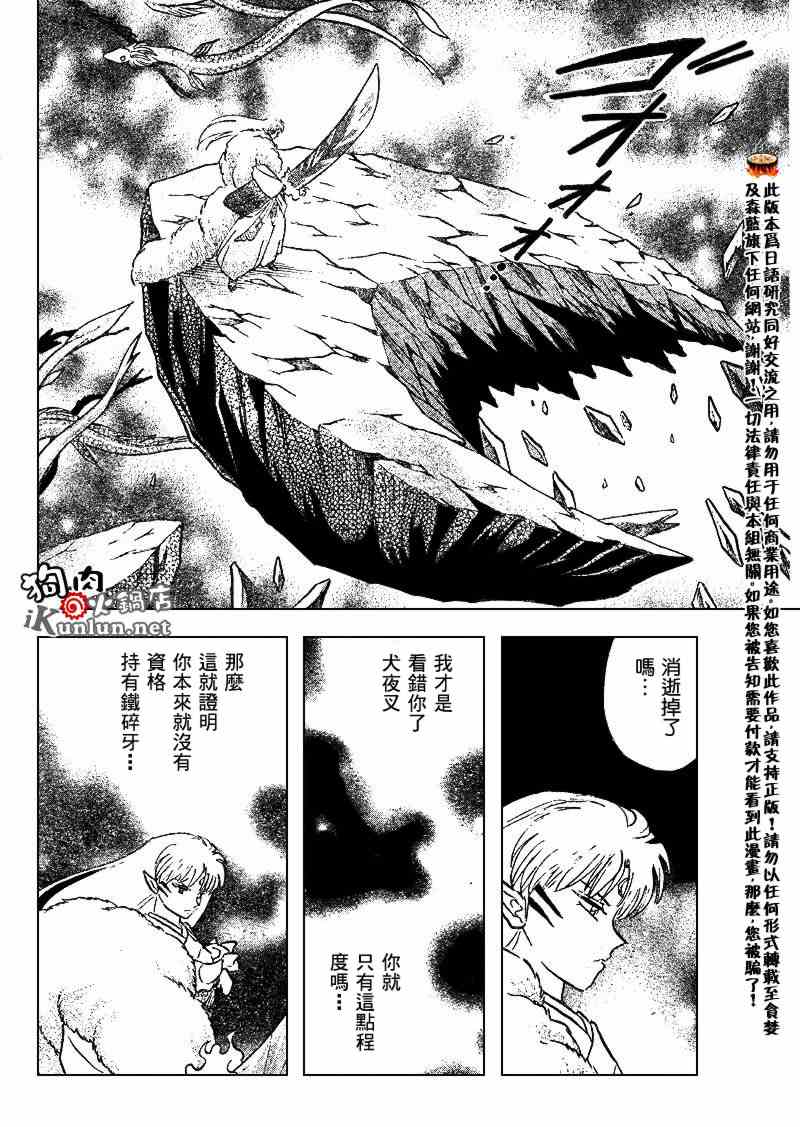 ゴゴ…
消逝掉了
嗎…
我才是
看錯你了
犬夜叉
你就
只有這點程
度嗎…
那麼
這就證明
你本來就沒有
資格
持有鐵碎牙…
此版本爲日語研究同好交流之用,請勿用于任何商業用途。如您喜歡此作品,請支持正版!請勿以任何形式轉載至貪婪
及森藍旗下任何網站,謝謝!一切法律責任與本組無關。如果您被告知需要付款才能看到此漫畫,那麼,您被騙了!
狗肉
火鍋店
iKunlun.net